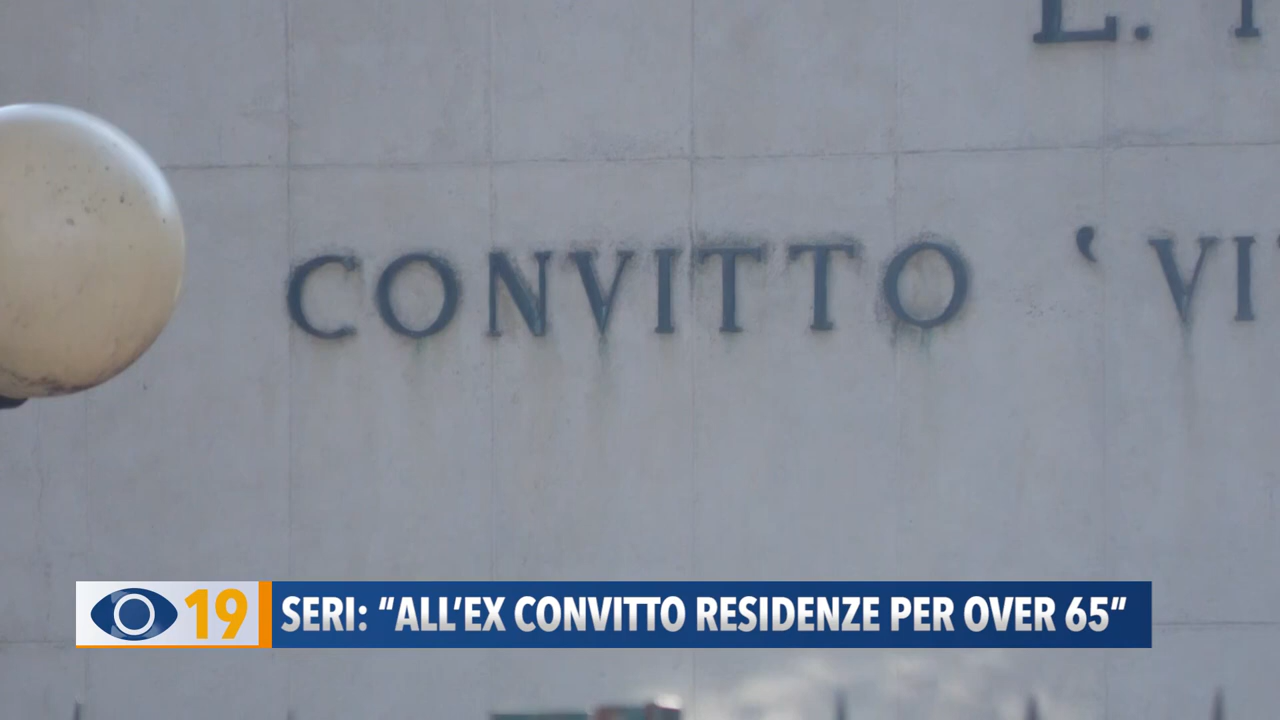 CONVITTO ‘
19
SERI: “ALL’EX CONVITTO RESIDENZE PER OVER 65”